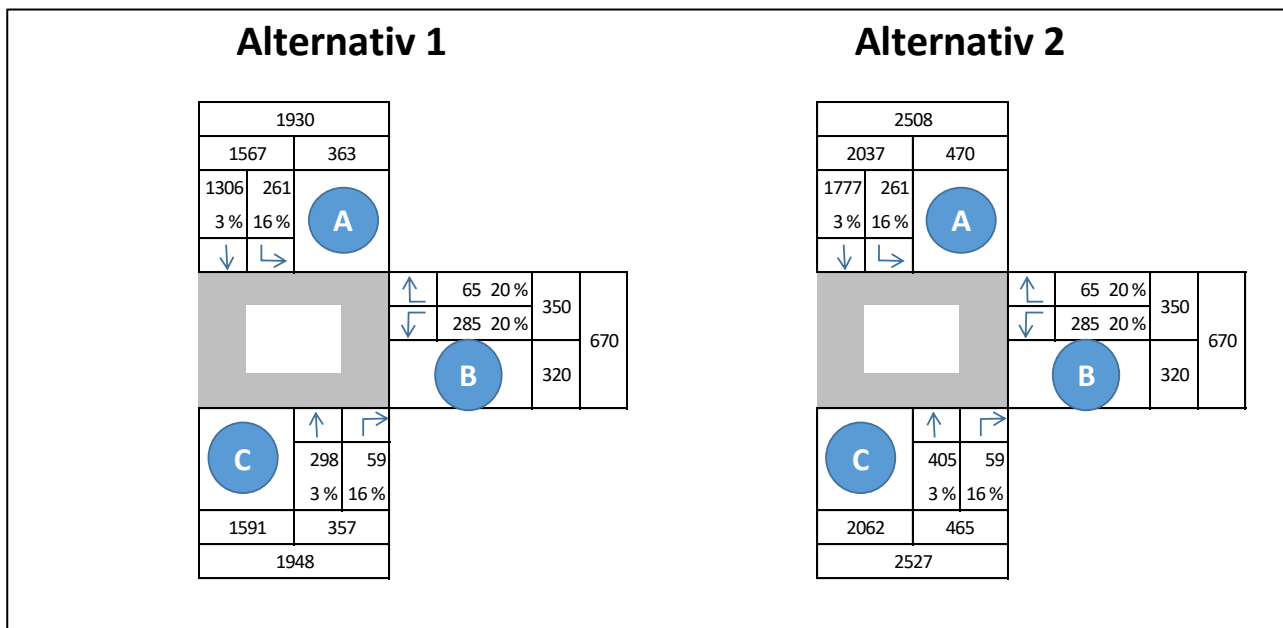 Alternativ 1
1930
1567 363
1306 261
3 % 16 %
A
65 20 %
285 20 %
350
670
B
320
C
298 59
3 % 16 %
1591 357
1948
Alternativ 2
2508
2037 470
1777 261
3 % 16 %
A
65 20 %
285 20 %
350
670
B
320
C
405 59
3 % 16 %
2062 465
2527